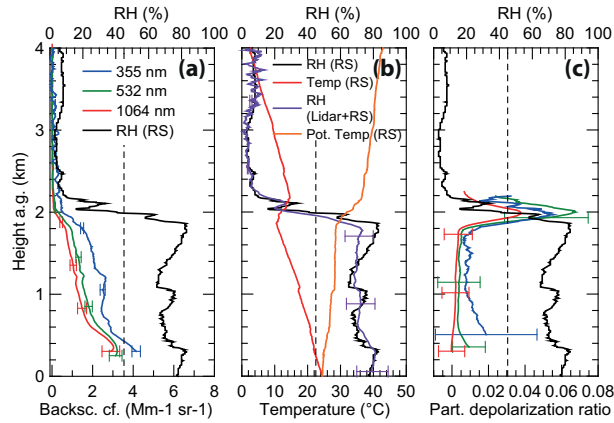 RH (%) RH (%) RH (%)
0 20 40 60 80 100 0 20 40 60 80 100 0 20 40 60 80 100
4 3 2 1 0
Height a.g. (km)
(a)
355 nm
532 nm
1064 nm
RH (RS)
(b)
RH (RS)
Temp (RS)
RH
(Lidar+RS)
Pot. Temp (RS)
(c)
0 2 4 6 8 0 10 20 30 40 50 0 0.02 0.04 0.06 0.08
Backsc. cf. (Mm-1 sr-1) Temperature (°C) Part. depolarization ratio